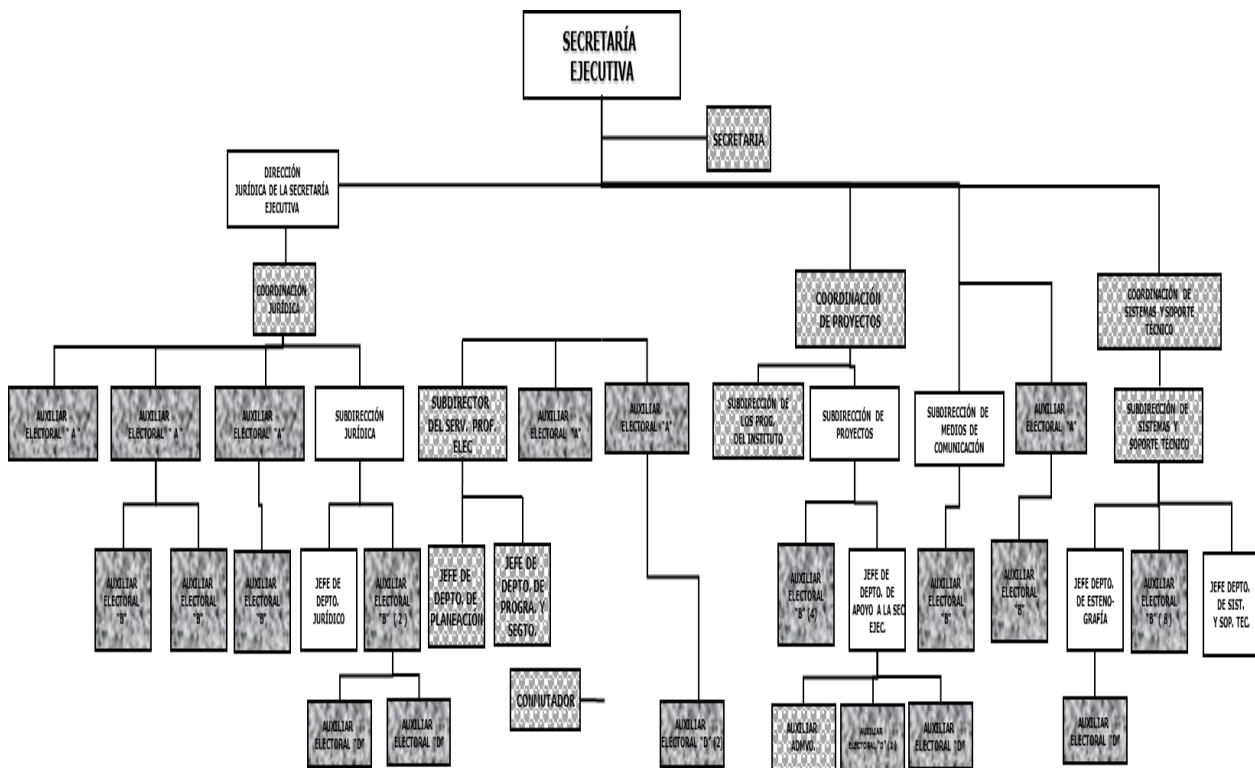 SECRETARÍA
EJECUTIVA
SECRETARIA
DIRECCIÓN
JURÍDICA DE LA SECRETARÍA
EJECUTIVA
COORDINACIÓN
JURÍDICA
COORDINACIÓN
DE PROYECTOS
COORDINACIÓN DE
SISTEMAS Y SOPORTE
TÉCNICO
AUXILIAR
ELECTORAL " A "
AUXILIAR
ELECTORAL " A "
AUXILIAR
ELECTORAL "A"
SUBDIRECCIÓN
JURÍDICA
SUBDIRECTOR
DEL SERV. PROF.
ELEC
AUXILIAR
ELECTORAL "A"
AUXILIAR
ELECTORAL "A"
SUBDIRECCIÓN DE
LOS PROG.
DEL INSTITUTO
SUBDIRECCIÓN DE
PROYECTOS
SUBDIRECCIÓN DE
MEDIOS DE
COMUNICACIÓN
AUXILIAR
ELECTORAL "A"
SUBDIRECCIÓN DE
SISTEMAS Y
SOPORTE TÉCNICO
AUXILIAR
ELECTORAL
"B"
AUXILIAR
ELECTORAL
"B"
AUXILIAR
ELECTORAL
"B"
JEFE DE
DEPTO.
JURÍDICO
AUXILIAR
ELECTORAL
"B" ( 2 )
JEFE DE
DEPTO. DE
PLANEACIÓN
JEFE DE
DEPTO. DE
PROGRA. Y
SEGTO.
AUXILIAR
ELECTORAL
"B" (4)
JEFE DE
DEPTO. DE
APOYO A LA SEC.
EJEC.
AUXILIAR
ELECTORAL
"B"
AUXILIAR
ELECTORAL
"B"
JEFE DEPTO.
DE ESTENO-
GRAFÍA
AUXILIAR
ELECTORAL
"B" ( 8 )
JEFE DEPTO.
DE SIST.
Y SOP. TEC.
CONMUTADOR
AUXILIAR
ELECTORAL "D"
AUXILIAR
ELECTORAL "D"
AUXILIAR
ELECTORAL "D" (2)
AUXILIAR
ADMVO.
AUXILIAR
ELECTORAL
AUXILIAR
ELECTORAL "D"
AUXILIAR
ELECTORAL "D"